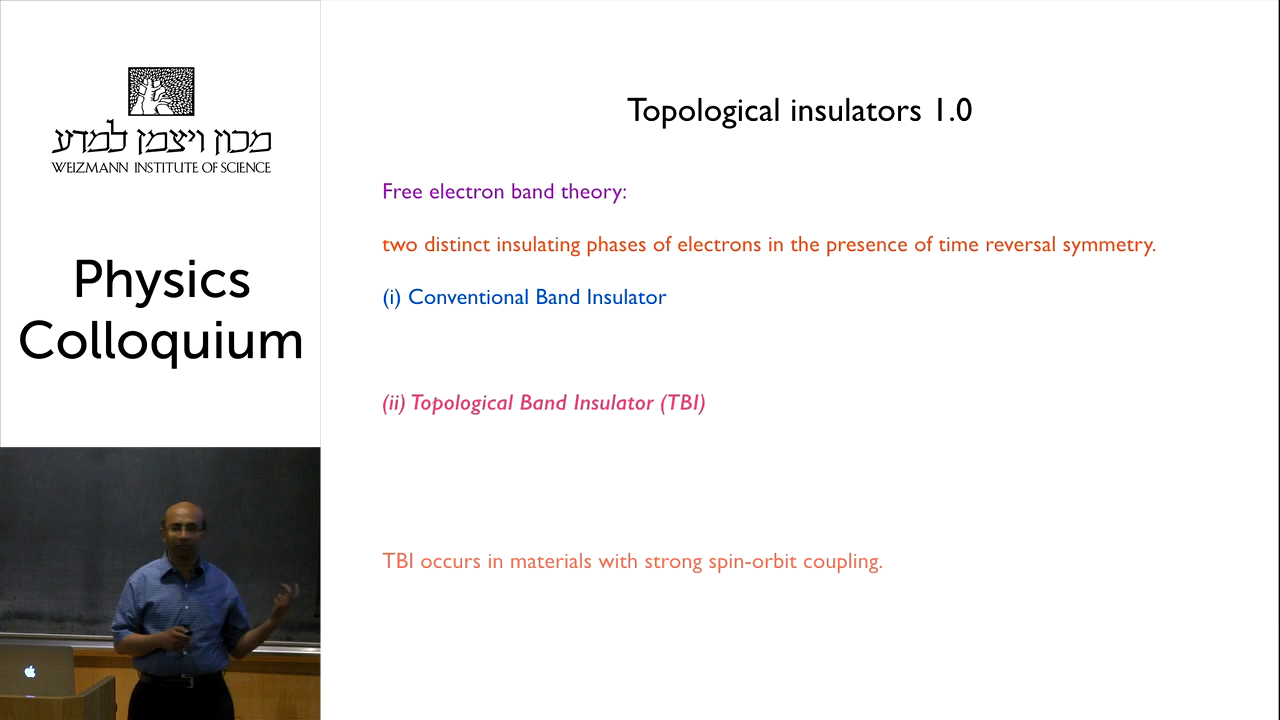 מכון ויצמן למדע
WEIZMANN INSTITUTE OF SCIENCE
Physics
Colloquium
Topological insulators 1.0
Free electron band theory:
two distinct insulating phases of electrons in the presence of time reversal symmetry.
(i) Conventional Band Insulator
(ii) Topological Band Insulator (TBI)
TBI occurs in materials with strong spin-orbit coupling.